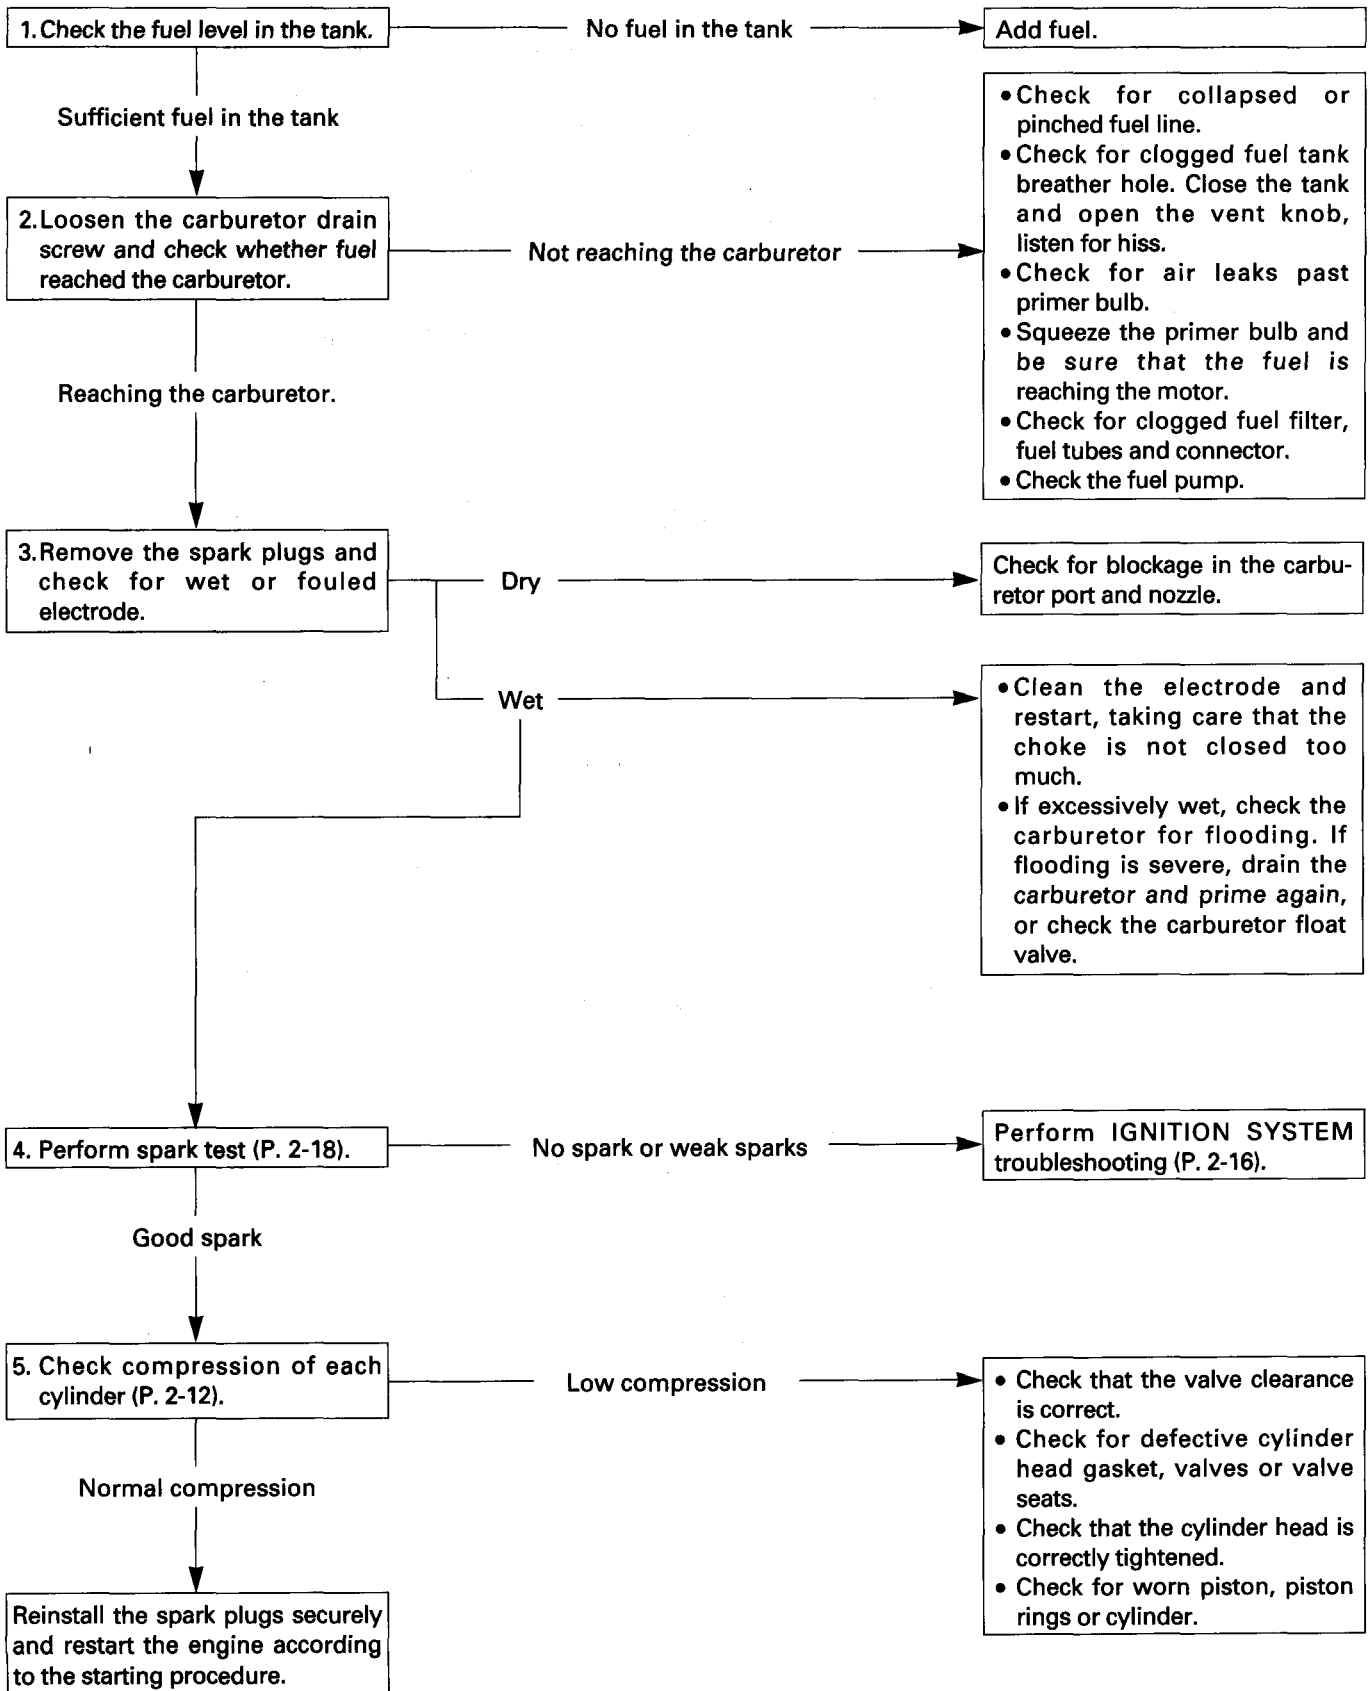 1. Check the fuel level in the tank.
No fuel in the tank
Add fuel.
Sufficient fuel in the tank
2. Loosen the carburetor drain
screw and check whether fuel
reached the carburetor.
Not reaching the carburetor
• Check for collapsed or
pinched fuel line.
• Check for clogged fuel tank
breather hole. Close the tank
and open the vent knob,
listen for hiss.
• Check for air leaks past
primer bulb.
• Squeeze the primer bulb and
be sure that the fuel is
reaching the motor.
• Check for clogged fuel filter,
fuel tubes and connector.
• Check the fuel pump.
Reaching the carburetor.
3. Remove the spark plugs and
check for wet or fouled
electrode.
Dry
Check for blockage in the carbu-
retor port and nozzle.
Wet
• Clean the electrode and
restart, taking care that the
choke is not closed too
much.
• If excessively wet, check the
carburetor for flooding. If
flooding is severe, drain the
carburetor and prime again,
or check the carburetor float
valve.
4. Perform spark test (P. 2-18).
No spark or weak sparks
Perform IGNITION SYSTEM
troubleshooting (P. 2-16).
Good spark
5. Check compression of each
cylinder (P. 2-12).
Low compression
• Check that the valve clearance
is correct.
• Check for defective cylinder
head gasket, valves or valve
seats.
• Check that the cylinder head is
correctly tightened.
• Check for worn piston, piston
rings or cylinder.
Normal compression
Reinstall the spark plugs securely
and restart the engine according
to the starting procedure.